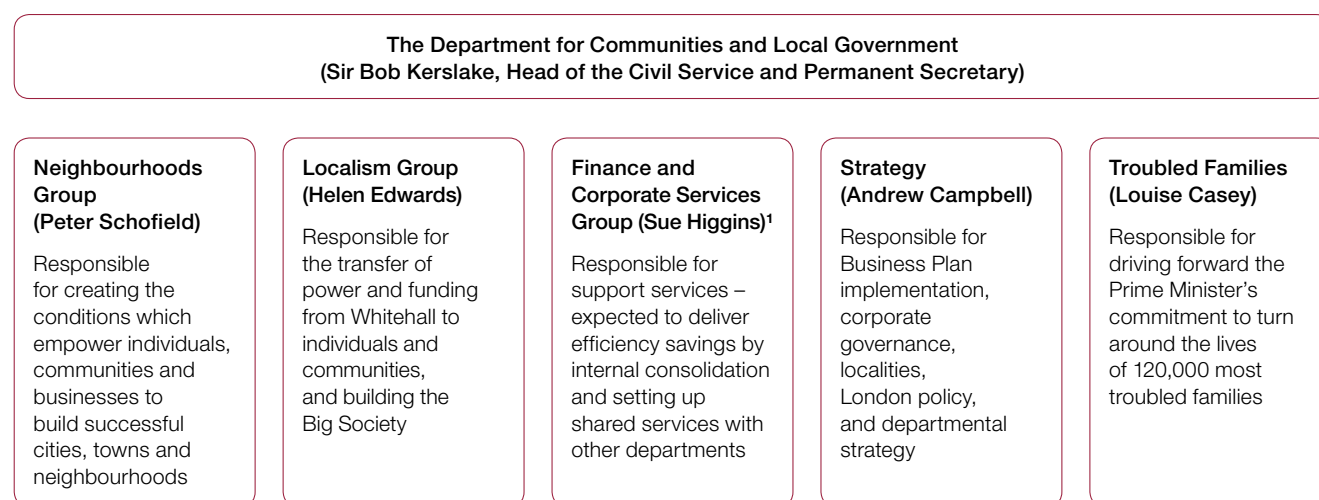 The Department for Communities and Local Government
(Sir Bob Kerslake, Head of the Civil Service and Permanent Secretary)
Neighbourhoods
Group
(Peter Schofield)
Responsible
for creating the
conditions which
empower individuals,
communities and
businesses to
build successful
cities, towns and
neighbourhoods
Localism Group
(Helen Edwards)
Responsible for
the transfer of
power and funding
from Whitehall to
individuals and
communities,
and building the
Big Society
Finance and
Corporate Services
Group (Sue Higgins)¹
Responsible for
support services –
expected to deliver
efficiency savings by
internal consolidation
and setting up
shared services with
other departments
Strategy
(Andrew Campbell)
Responsible for
Business Plan
implementation,
corporate
governance,
localities,
London policy,
and departmental
strategy
Troubled Families
(Louise Casey)
Responsible for
driving forward the
Prime Minister’s
commitment to turn
around the lives
of 120,000 most
troubled families